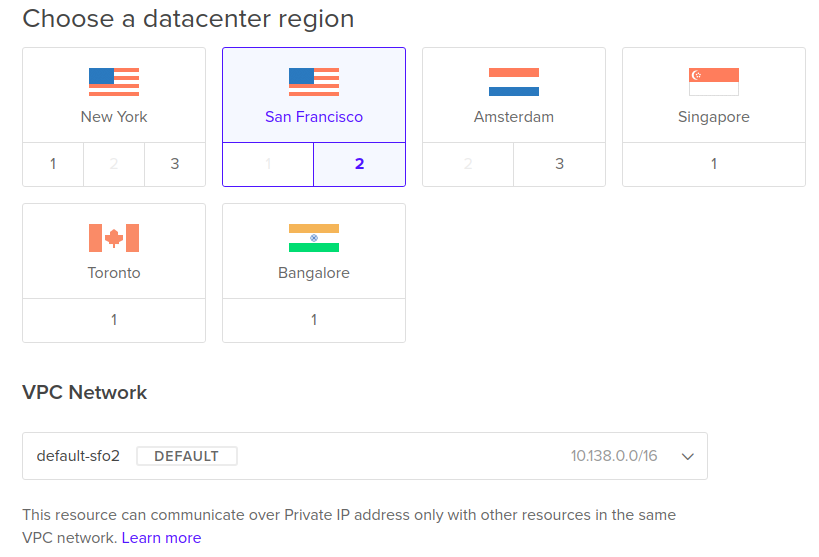 Choose a datacenter region
New York
San Francisco
Amsterdam
Singapore
1 2 3
1 2
2 3
1
Toronto
Bangalore
1
1
VPC Network
default-sfo2 DEFAULT 10.138.0.0/16
This resource can communicate over Private IP address only with other resources in the same
VPC network. Learn more